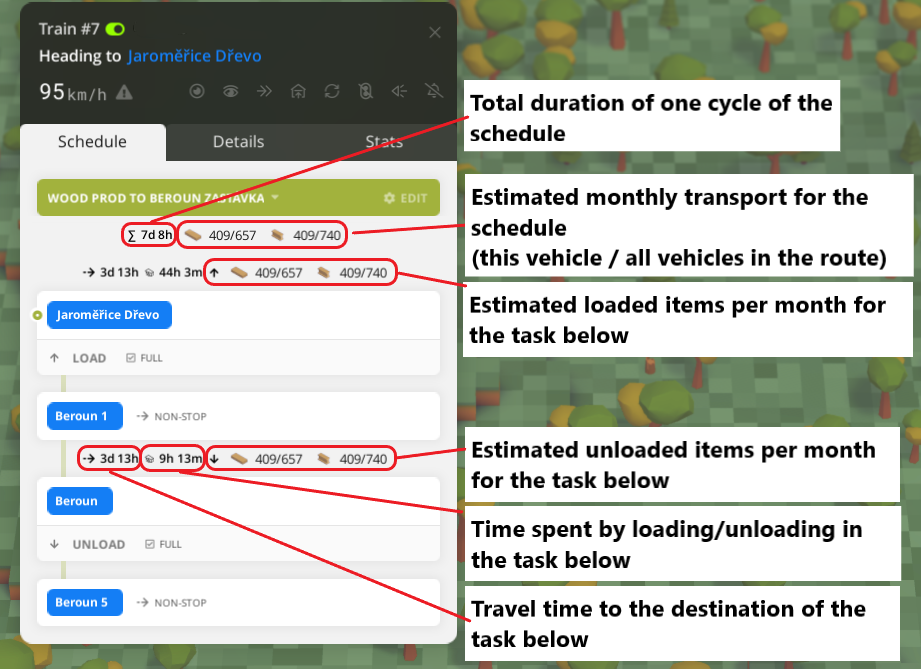 Train #7
Heading to Jaroměřice Dřevo
95 km/h
Schedule Details Stats
WOOD PROD TO BEROUN ZASTAVKA EDIT
∑ 7d 8h 409/657 409/740
3d 13h 44h 3m 409/657 409/740
Jaroměřice Dřevo
LOAD FULL
Beroun 1 NON-STOP
3d 13h 9h 13m 409/657 409/740
Beroun
UNLOAD FULL
Beroun 5 NON-STOP
Total duration of one cycle of the
schedule
Estimated monthly transport for the
schedule
(this vehicle / all vehicles in the route)
Estimated loaded items per month for
the task below
Estimated unloaded items per month
for the task below
Time spent by loading/unloading in
the task below
Travel time to the destination of the
task below